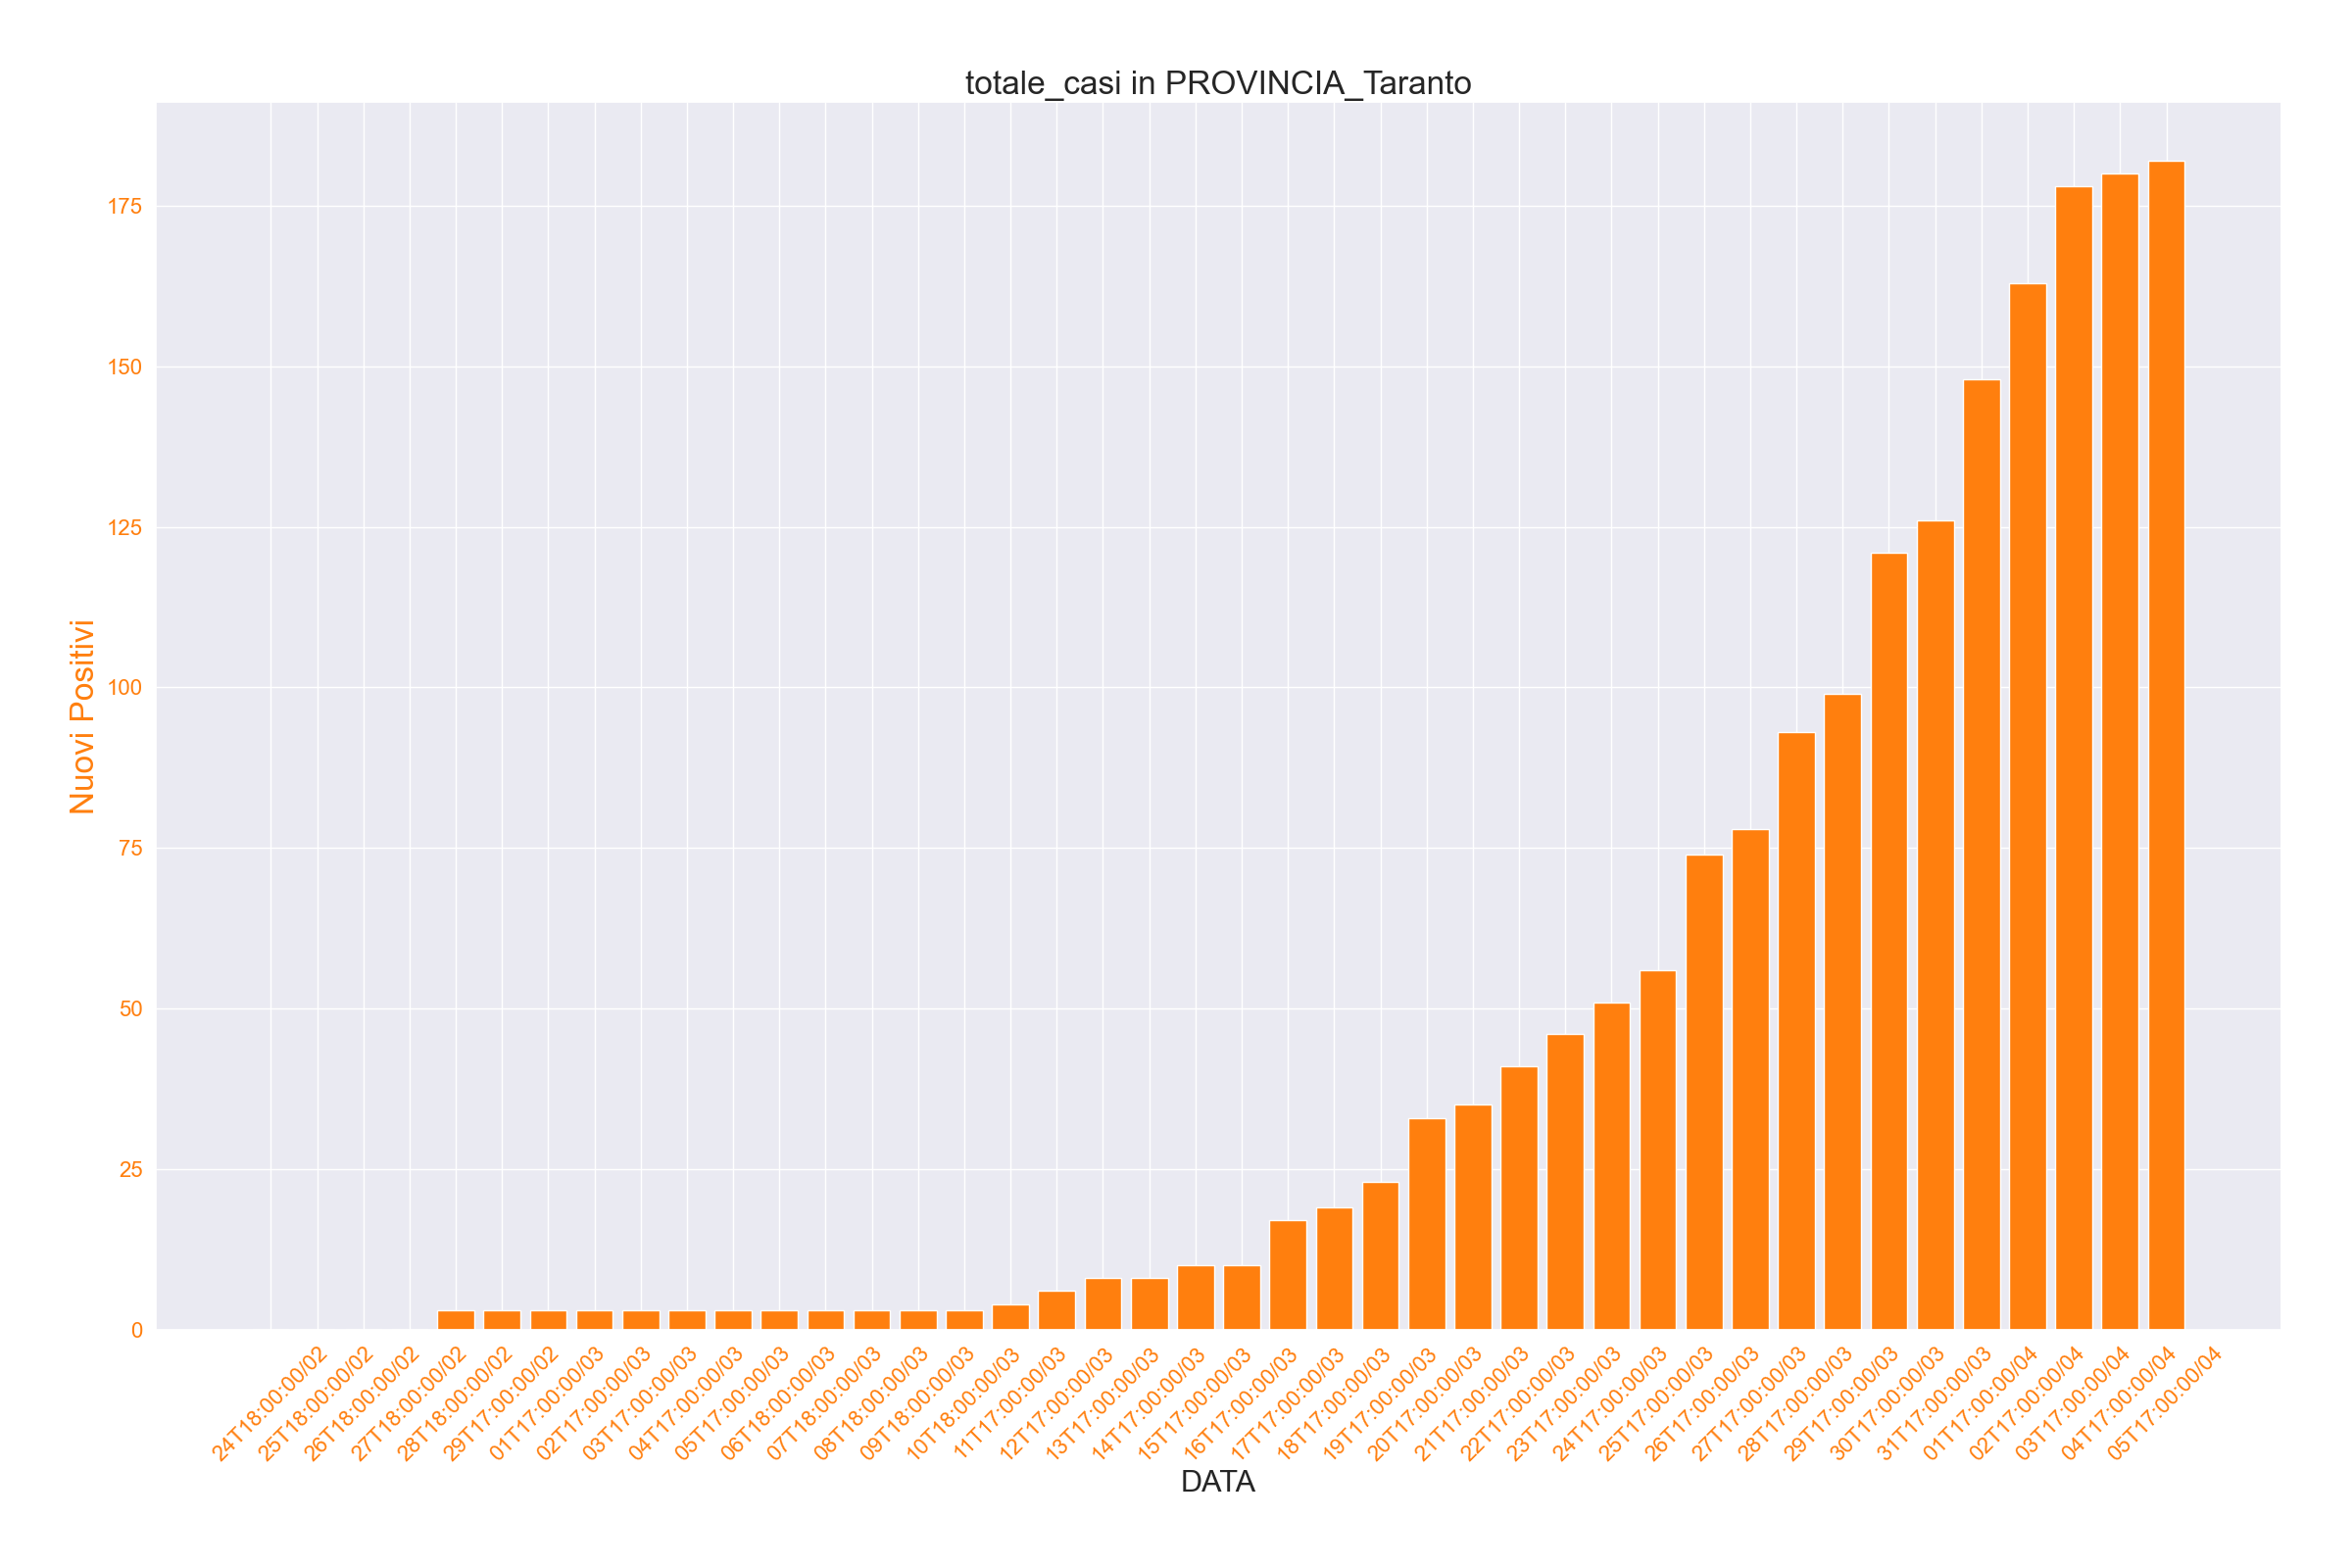 totale_casi in PROVINCIA_Taranto
Nuovi Positivi
175
150
125
100
75
50
25
0
24T18:00:00/02
25T18:00:00/02
26T18:00:00/02
27T18:00:00/02
28T18:00:00/02
29T17:00:00/02
01T17:00:00/03
02T17:00:00/03
03T17:00:00/03
04T17:00:00/03
05T17:00:00/03
06T18:00:00/03
07T18:00:00/03
08T18:00:00/03
09T18:00:00/03
10T18:00:00/03
11T17:00:00/03
12T17:00:00/03
13T17:00:00/03
14T17:00:00/03
15T17:00:00/03
16T17:00:00/03
17T17:00:00/03
18T17:00:00/03
19T17:00:00/03
20T17:00:00/03
21T17:00:00/03
22T17:00:00/03
23T17:00:00/03
24T17:00:00/03
25T17:00:00/03
26T17:00:00/03
27T17:00:00/03
28T17:00:00/03
29T17:00:00/03
30T17:00:00/03
31T17:00:00/03
01T17:00:00/04
02T17:00:00/04
03T17:00:00/04
04T17:00:00/04
05T17:00:00/04
DATA